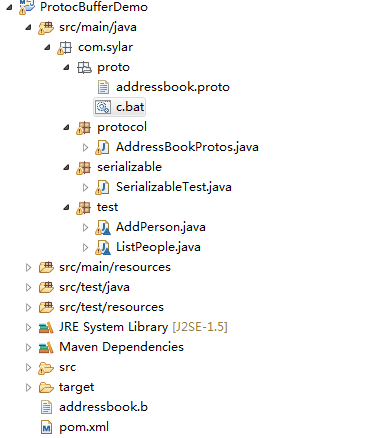 ProtocBufferDemo
src/main/java
com.sylar
proto
addressbook.proto
c.bat
protocol
AddressBookProtos.java
serializable
SerializableTest.java
test
AddPerson.java
ListPeople.java
src/main/resources
src/test/java
src/test/resources
JRE System Library [J2SE-1.5]
Maven Dependencies
src
target
addressbook.b
pom.xml